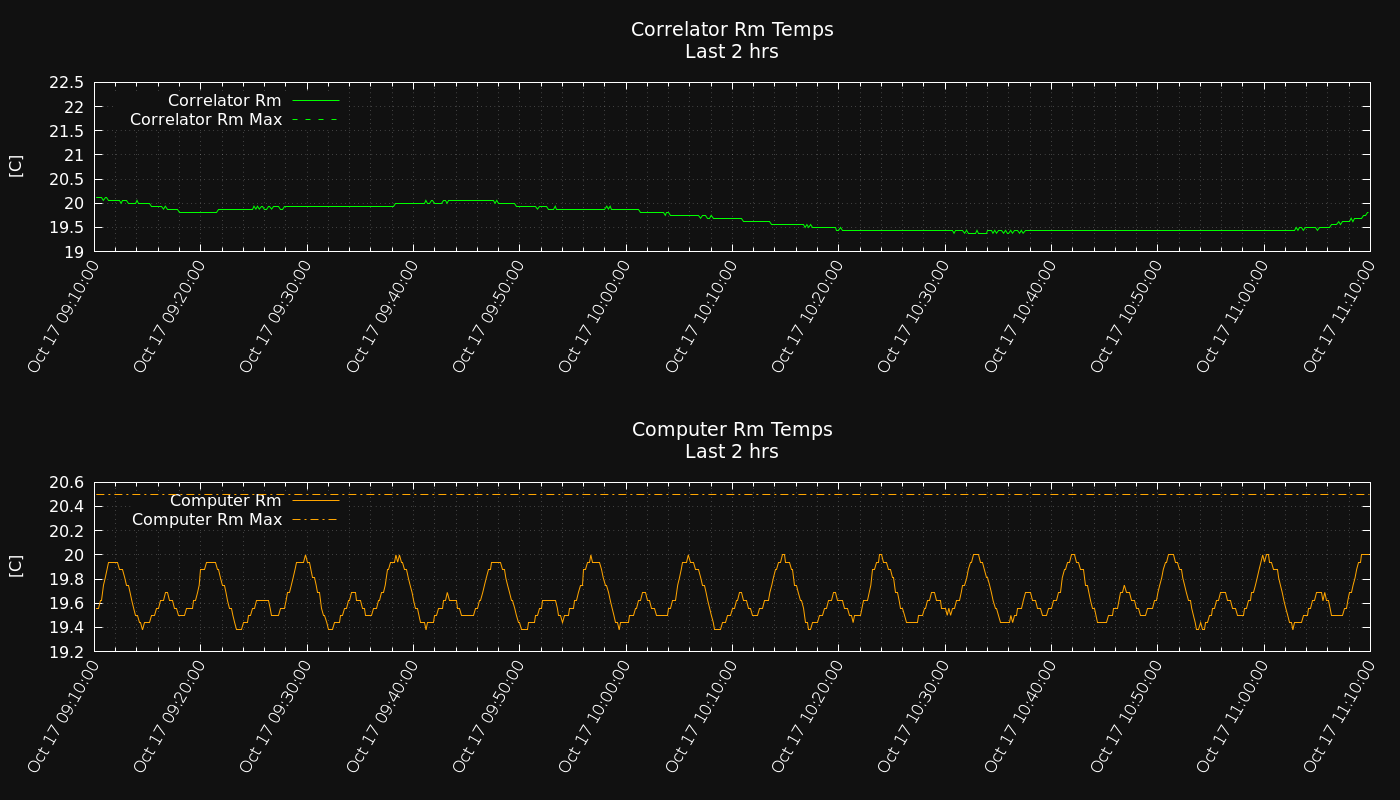 Correlator Rm Temps
Last 2 hrs
22.5
22
21.5
21
20.5
20
19.5
19
[C]
Correlator Rm
Correlator Rm Max
Oct 17 09:10:00
Oct 17 09:20:00
Oct 17 09:30:00
Oct 17 09:40:00
Oct 17 09:50:00
Oct 17 10:00:00
Oct 17 10:10:00
Oct 17 10:20:00
Oct 17 10:30:00
Oct 17 10:40:00
Oct 17 10:50:00
Oct 17 11:00:00
Oct 17 11:10:00
Computer Rm Temps
Last 2 hrs
20.6
20.4
20.2
20
19.8
19.6
19.4
19.2
[C]
Computer Rm
Computer Rm Max
Oct 17 09:10:00
Oct 17 09:20:00
Oct 17 09:30:00
Oct 17 09:40:00
Oct 17 09:50:00
Oct 17 10:00:00
Oct 17 10:10:00
Oct 17 10:20:00
Oct 17 10:30:00
Oct 17 10:40:00
Oct 17 10:50:00
Oct 17 11:00:00
Oct 17 11:10:00